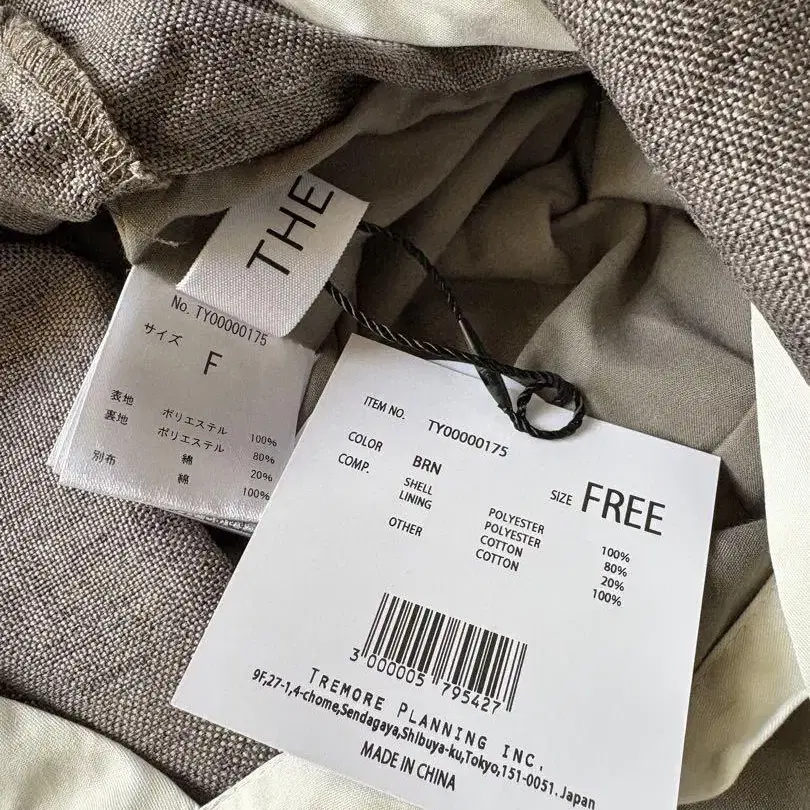 THE
No. TY00000175
サイズ
F
表地 ポリエステル 100%
裏地 ポリエステル 80%
綿 20%
別布 綿 100%
ITEM NO. TY00000175
COLOR BRN
SIZE FREE
COMP. SHELL POLYESTER 100%
LINING POLYESTER 80%
COTTON 20%
OTHER COTTON 100%
3 000005 795427
TREMORE PLANNING INC.
9F,27-1,4-chome,Sendagaya,Shibuya-ku,Tokyo,151-0051.Japan
MADE IN CHINA